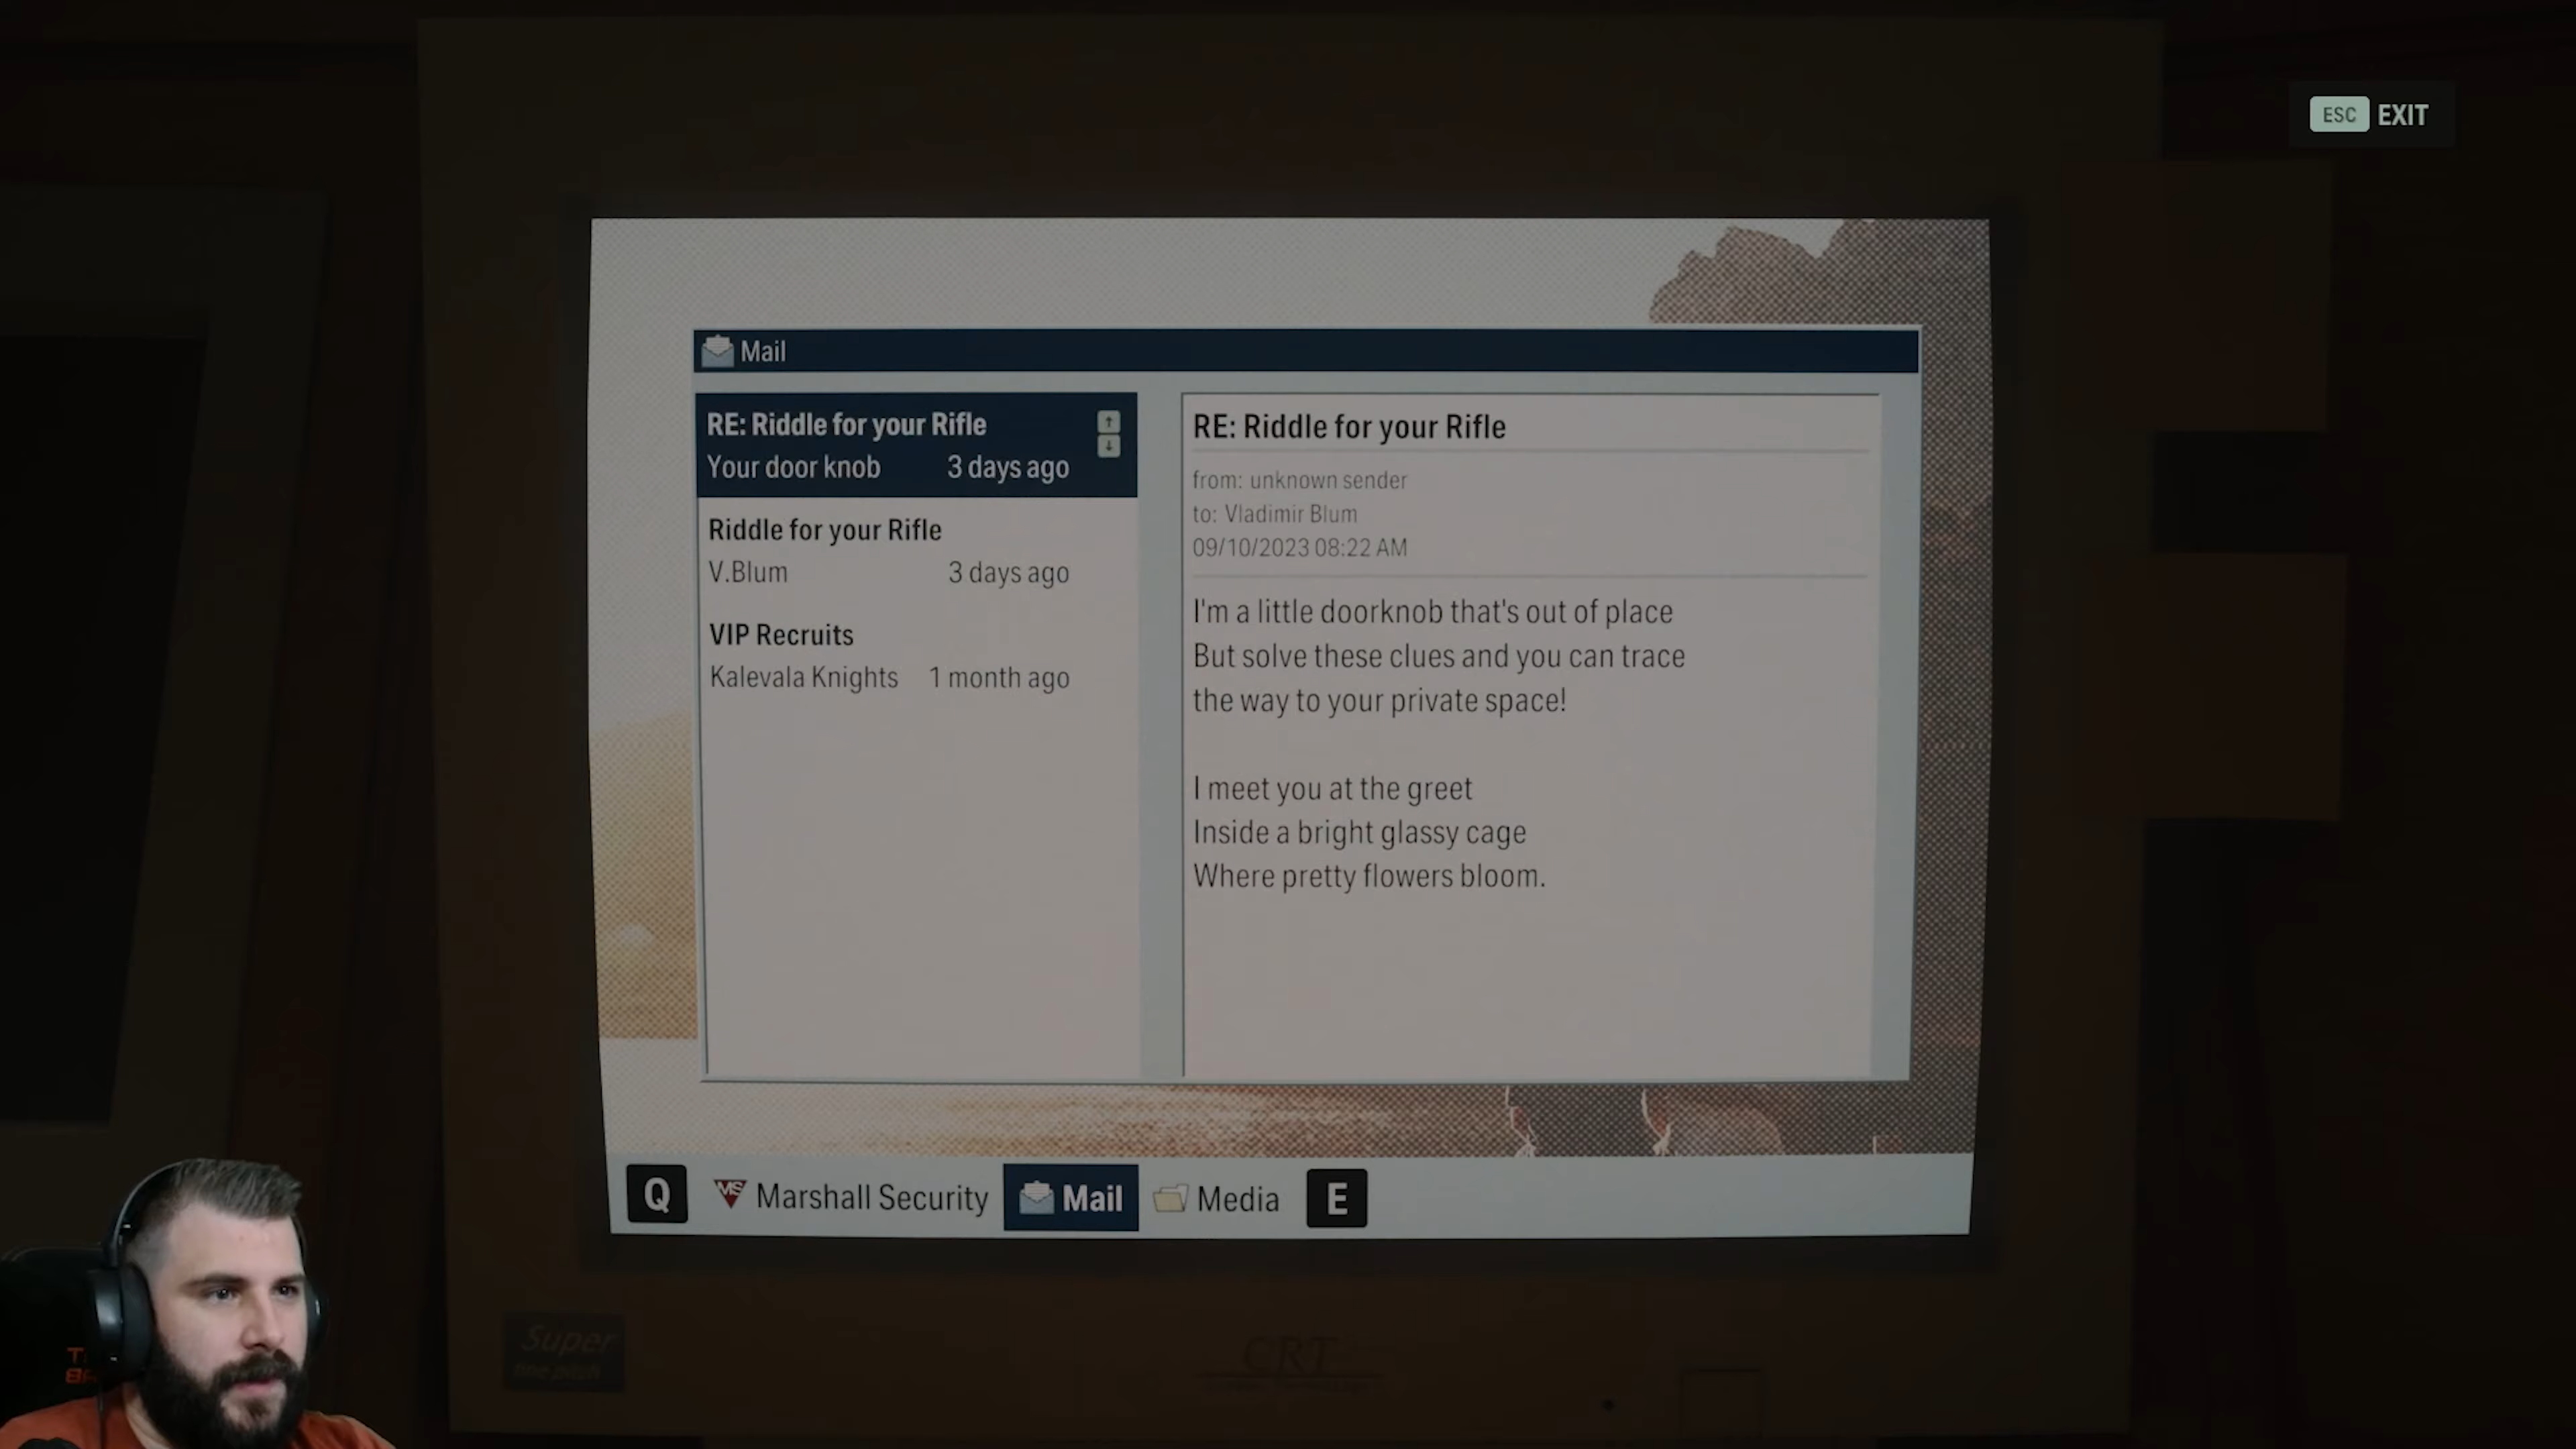 ESC EXIT
Mail
RE: Riddle for your Rifle
Your door knob 3 days ago
Riddle for your Rifle
V.Blum 3 days ago
VIP Recruits
Kalevala Knights 1 month ago
RE: Riddle for your Rifle
from: unknown sender
to: Vladimir Blum
09/10/2023 08:22 AM
I'm a little doorknob that's out of place
But solve these clues and you can trace
the way to your private space!
I meet you at the greet
Inside a bright glassy cage
Where pretty flowers bloom.
Q MS Marshall Security Mail Media E
Super
CRT